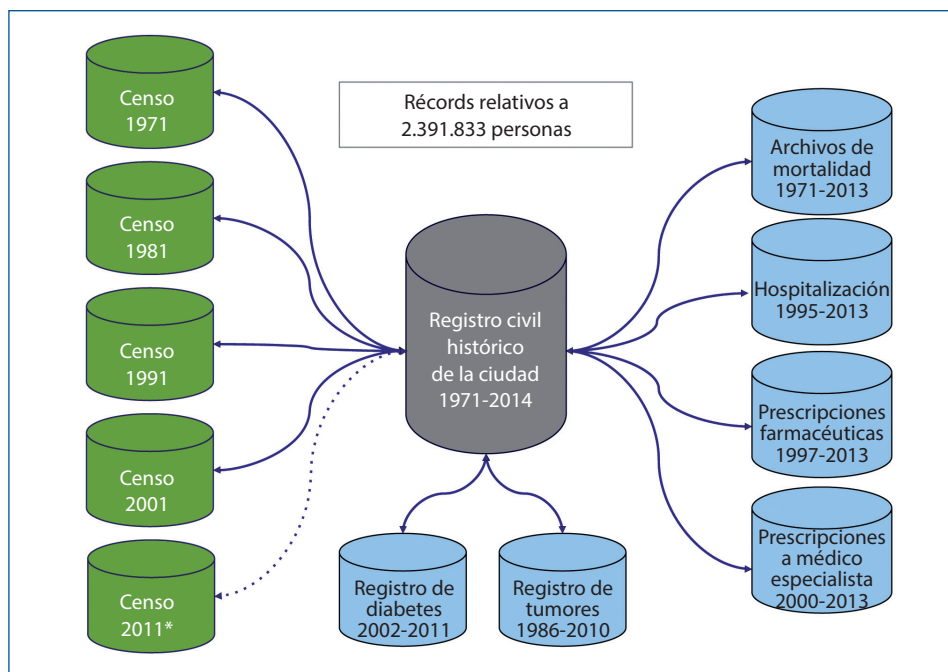 Censo
1971
Censo
1981
Censo
1991
Censo
2001
Censo
2011*
Récords relativos a
2.391.833 personas
Registro civil
histórico
de la ciudad
1971-2014
Registro de
diabetes
2002-2011
Registro de
tumores
1986-2010
Archivos de
mortalidad
1971-2013
Hospitalización
1995-2013
Prescripciones
farmacéuticas
1997-2013
Prescripciones
a médico
especialista
2000-2013